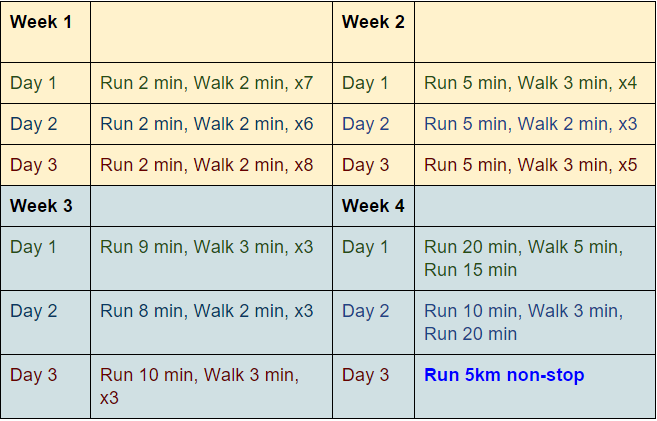 Week 1 Week 2
Day 1 Run 2 min, Walk 2 min, x7 Day 1 Run 5 min, Walk 3 min, x4
Day 2 Run 2 min, Walk 2 min, x6 Day 2 Run 5 min, Walk 2 min, x3
Day 3 Run 2 min, Walk 2 min, x8 Day 3 Run 5 min, Walk 3 min, x5
Week 3 Week 4
Day 1 Run 9 min, Walk 3 min, x3 Day 1 Run 20 min, Walk 5 min,
Run 15 min
Day 2 Run 8 min, Walk 2 min, x3 Day 2 Run 10 min, Walk 3 min,
Run 20 min
Day 3 Run 10 min, Walk 3 min, Day 3 Run 5km non-stop
x3